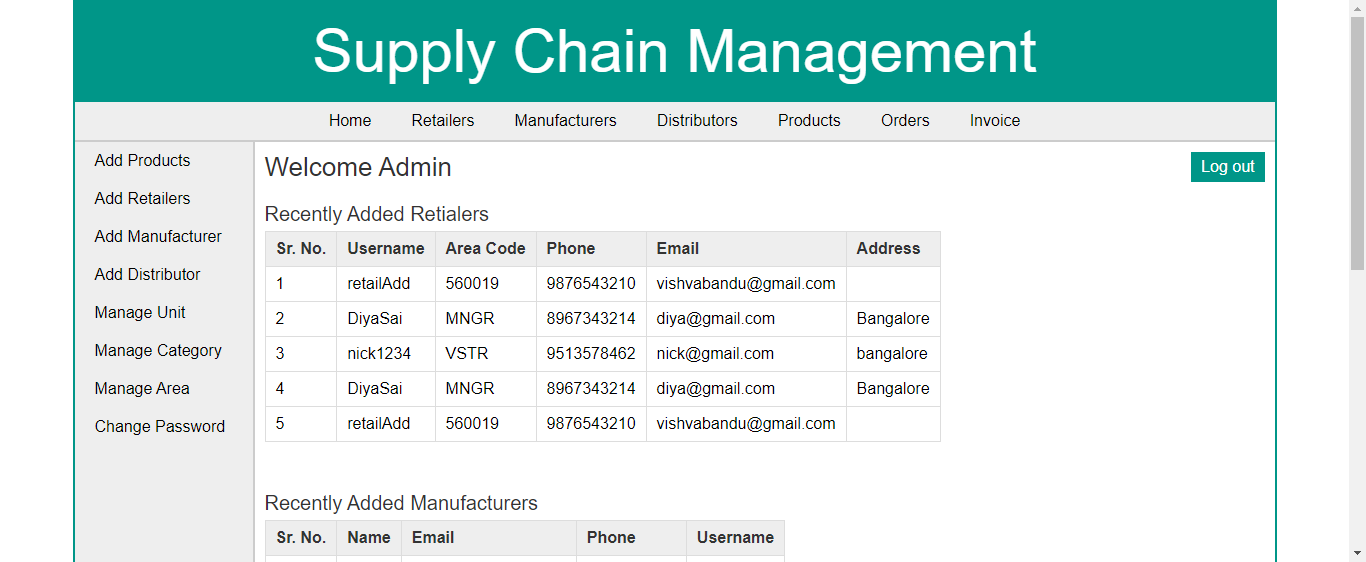 Supply Chain Management
Home Retailers Manufacturers Distributors Products Orders Invoice
Add Products
Add Retailers
Add Manufacturer
Add Distributor
Manage Unit
Manage Category
Manage Area
Change Password
Welcome Admin
Log out
Recently Added Retialers
Sr. No. Username Area Code Phone Email Address
1 retailAdd 560019 9876543210 vishvabandu@gmail.com
2 DiyaSai MNGR 8967343214 diya@gmail.com Bangalore
3 nick1234 VSTR 9513578462 nick@gmail.com bangalore
4 DiyaSai MNGR 8967343214 diya@gmail.com Bangalore
5 retailAdd 560019 9876543210 vishvabandu@gmail.com
Recently Added Manufacturers
Sr. No. Name Email Phone Username